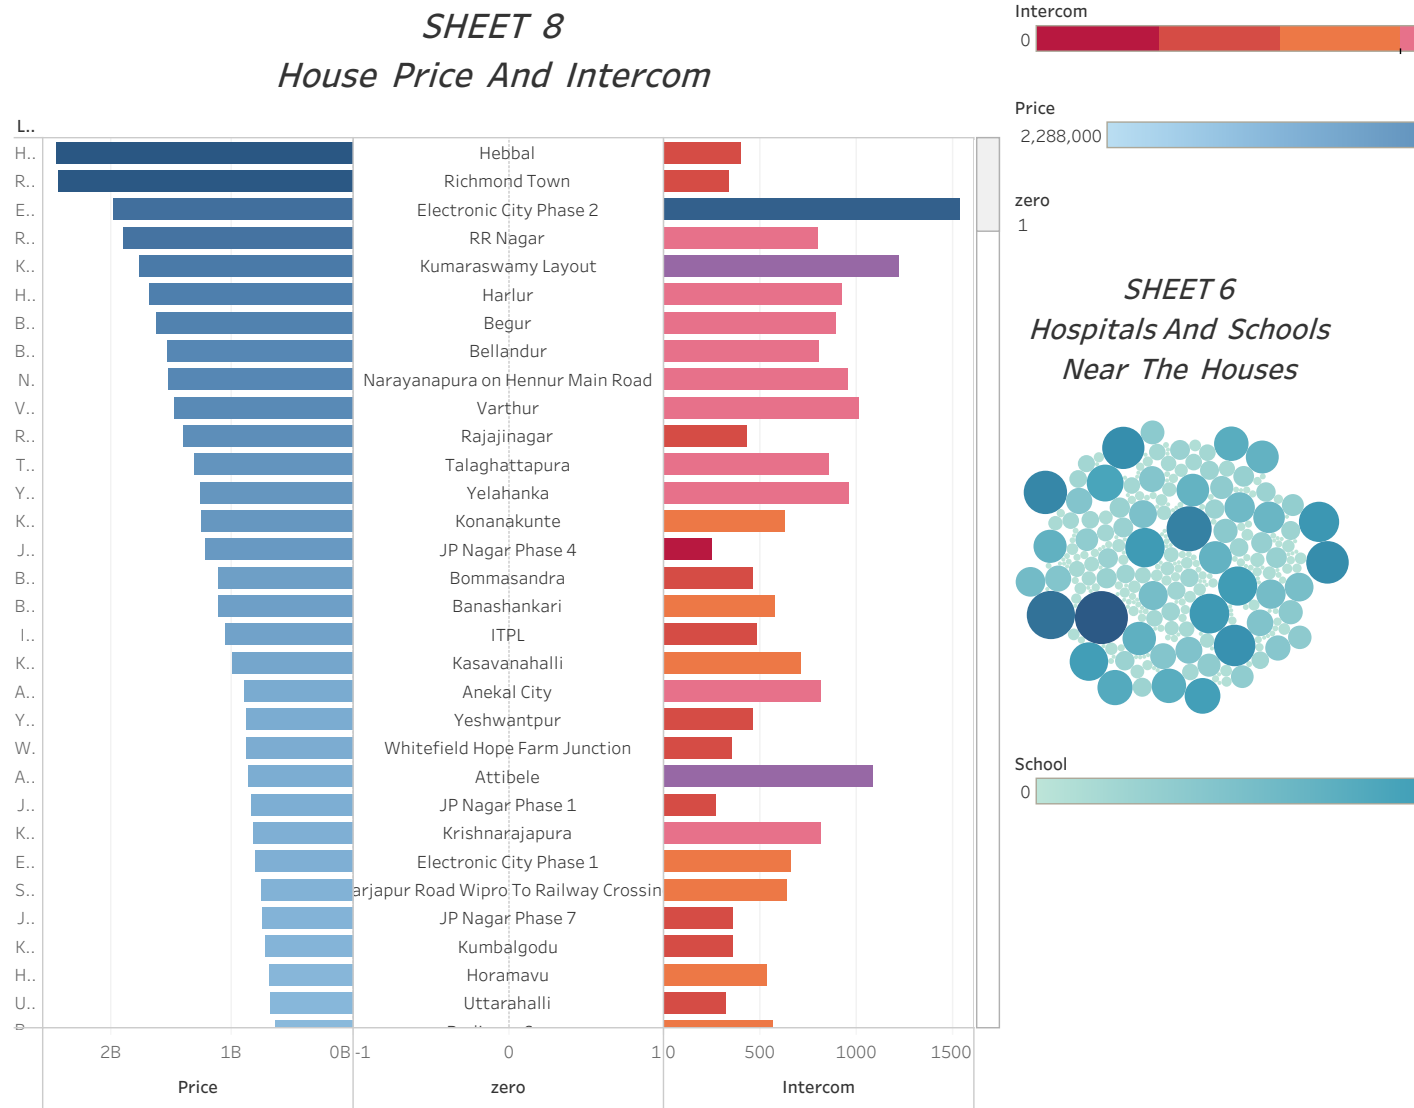 SHEET 8
House Price And Intercom
L..
H.. Hebbal
R.. Richmond Town
E.. Electronic City Phase 2
R.. RR Nagar
K.. Kumaraswamy Layout
H.. Harlur
B.. Begur
B.. Bellandur
N. Narayanapura on Hennur Main Road
V.. Varthur
R.. Rajajinagar
T.. Talaghattapura
Y.. Yelahanka
K.. Konanakunte
J.. JP Nagar Phase 4
B.. Bommasandra
B.. Banashankari
I.. ITPL
K.. Kasavanahalli
A.. Anekal City
Y.. Yeshwantpur
W. Whitefield Hope Farm Junction
A.. Attibele
J.. JP Nagar Phase 1
K.. Krishnarajapura
E.. Electronic City Phase 1
S.. arjapur Road Wipro To Railway Crossin
J.. JP Nagar Phase 7
K.. Kumbalgodu
H.. Horamavu
U.. Uttarahalli
2B 1B 0B -1 0 1 0 500 1000 1500
Price zero Intercom
Intercom
0
Price
2,288,000
zero
1
SHEET 6
Hospitals And Schools
Near The Houses
School
0